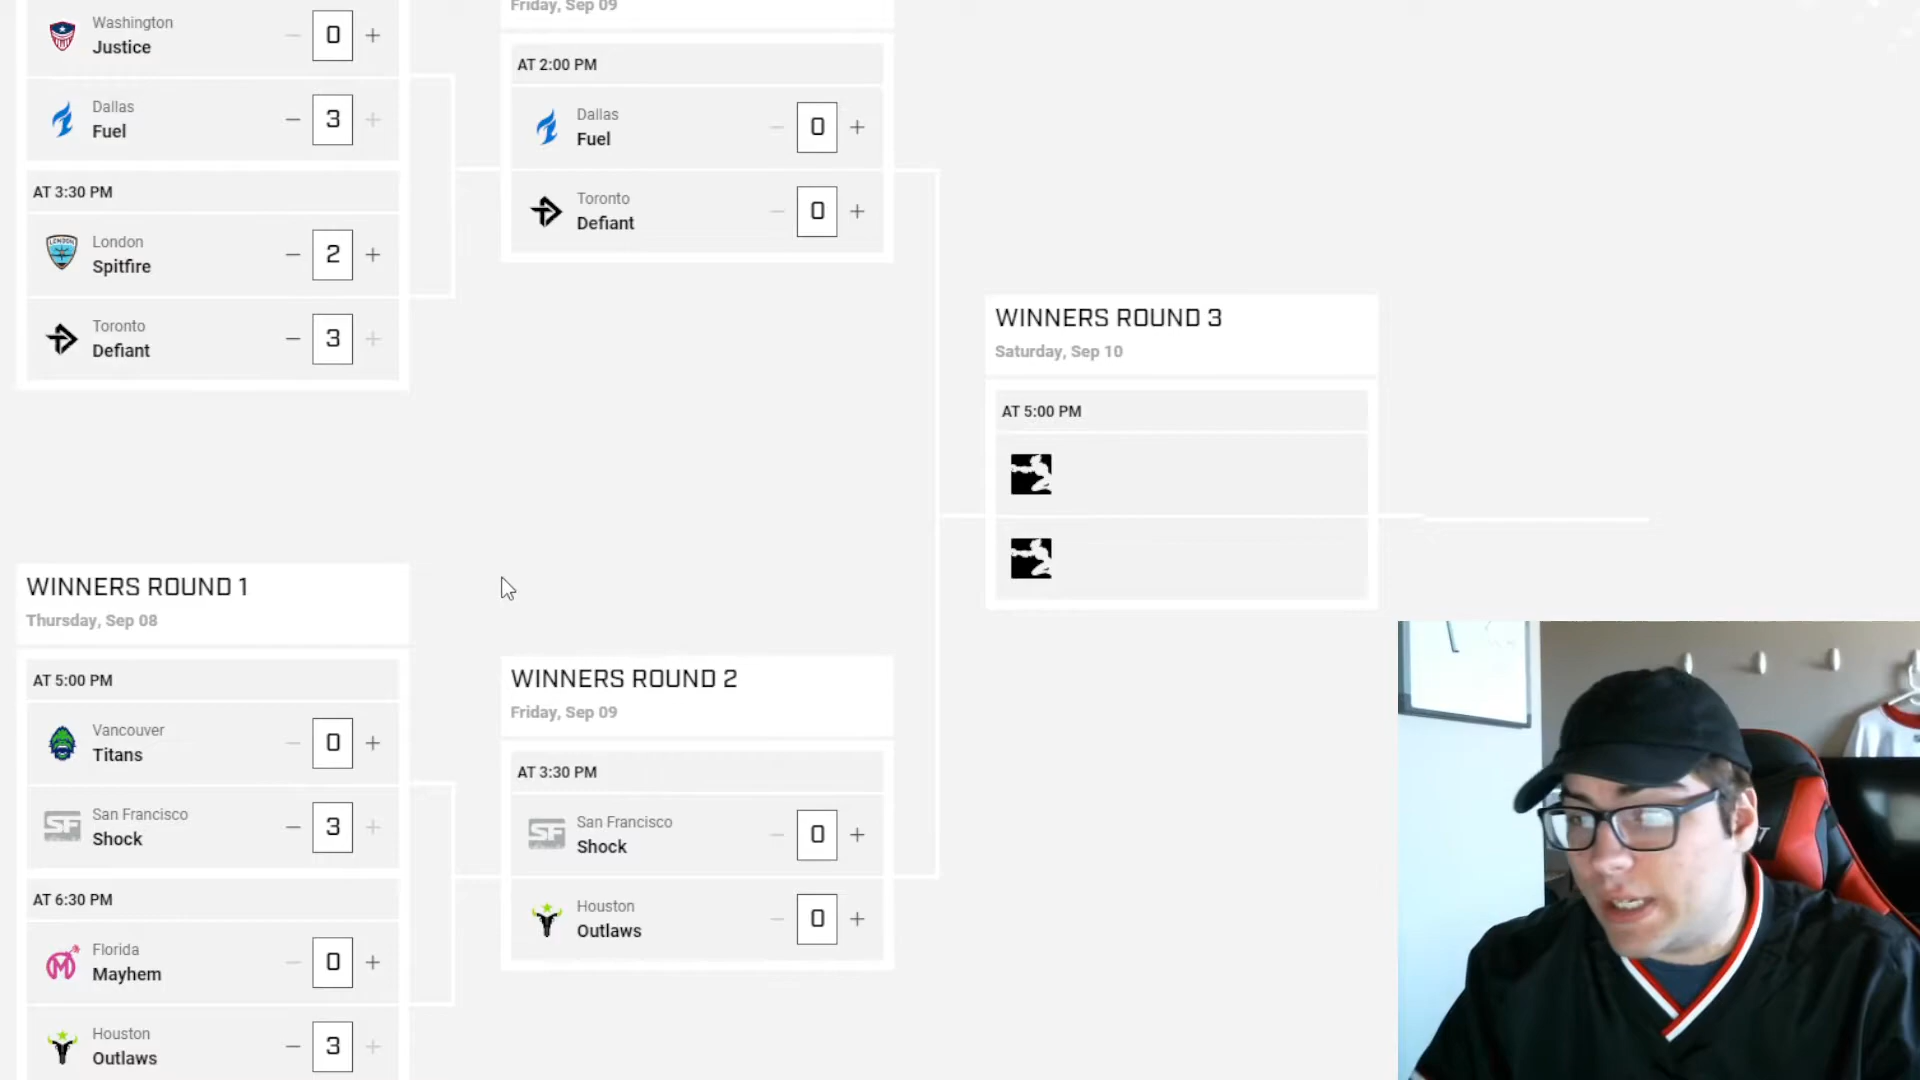 Washington
Justice
0
Dallas
Fuel
3
AT 3:30 PM
London
Spitfire
2
Toronto
Defiant
3
Friday, Sep 09
AT 2:00 PM
Dallas
Fuel
0
Toronto
Defiant
0
WINNERS ROUND 3
Saturday, Sep 10
AT 5:00 PM
WINNERS ROUND 1
Thursday, Sep 08
AT 5:00 PM
Vancouver
Titans
0
SF
San Francisco
Shock
3
AT 6:30 PM
Florida
Mayhem
0
Houston
Outlaws
3
WINNERS ROUND 2
Friday, Sep 09
AT 3:30 PM
SF
San Francisco
Shock
0
Houston
Outlaws
0